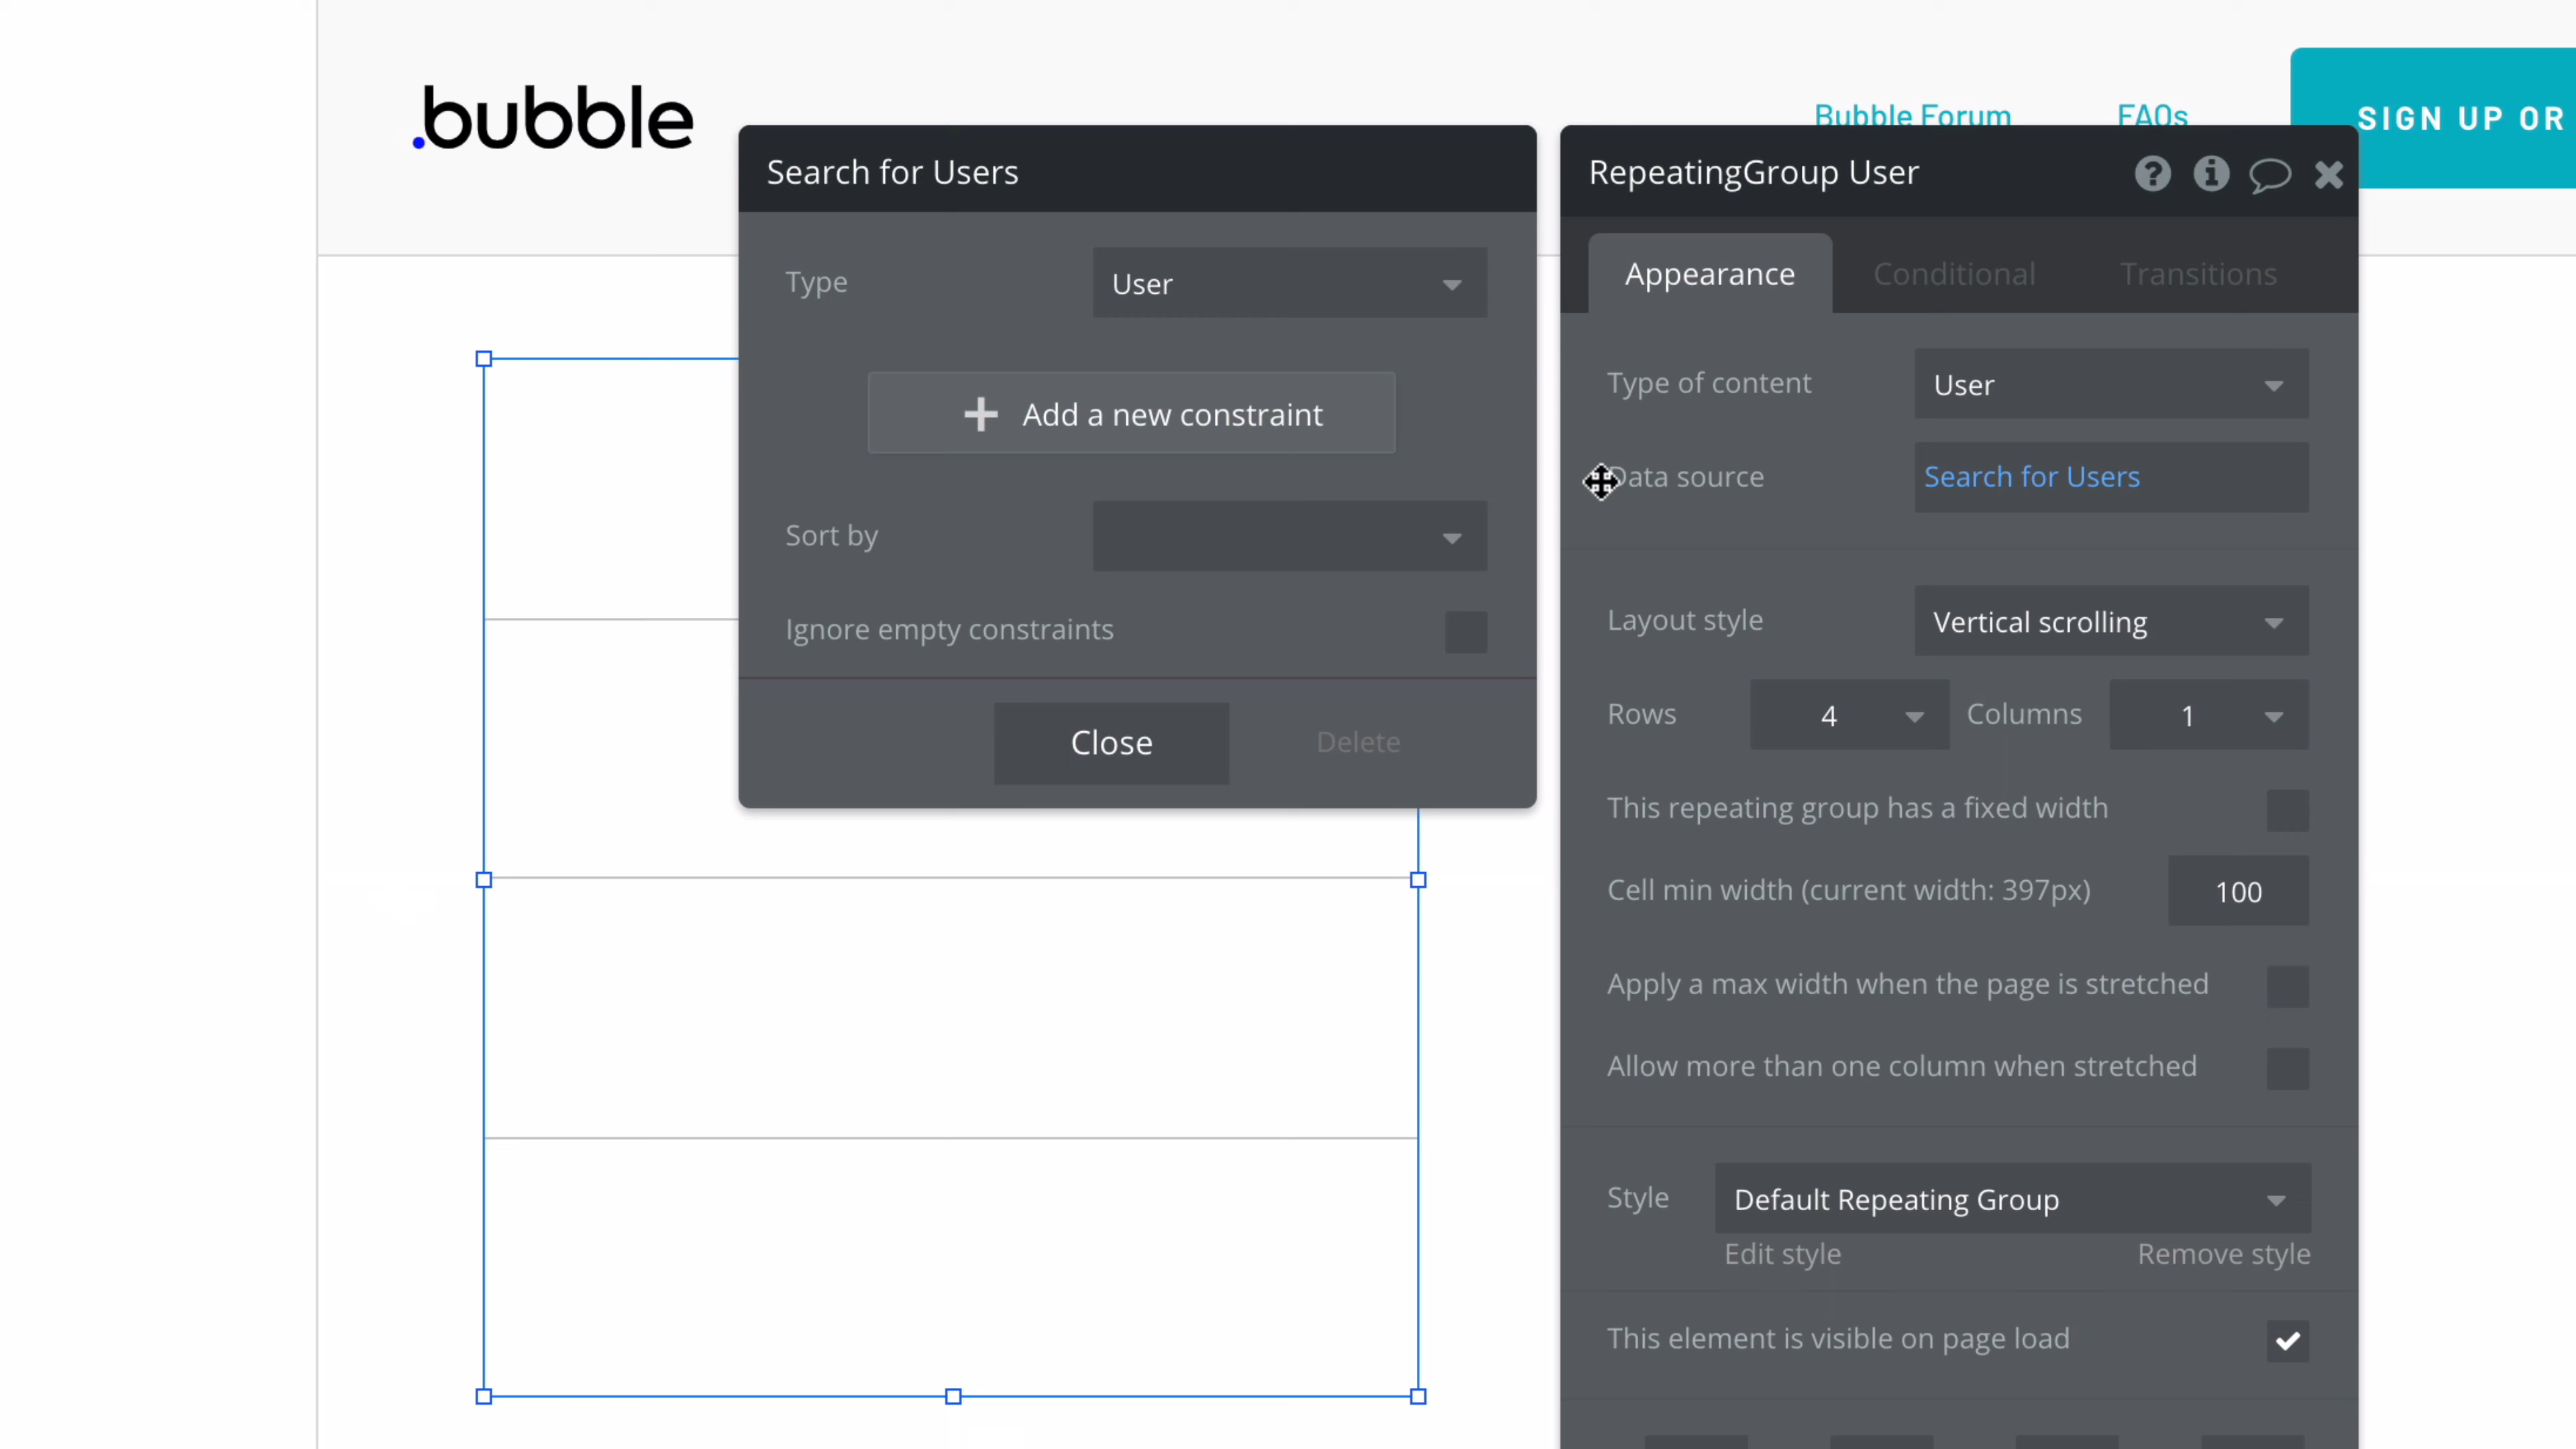 .bubble
Bubble Forum
FAQs
SIGN UP OR
Search for Users
Type
User
Add a new constraint
Sort by
Ignore empty constraints
Close
Delete
RepeatingGroup User
Appearance
Conditional
Transitions
Type of content
User
Data source
Search for Users
Layout style
Vertical scrolling
Rows
4
Columns
1
This repeating group has a fixed width
Cell min width (current width: 397px)
100
Apply a max width when the page is stretched
Allow more than one column when stretched
Style
Default Repeating Group
Edit style
Remove style
This element is visible on page load